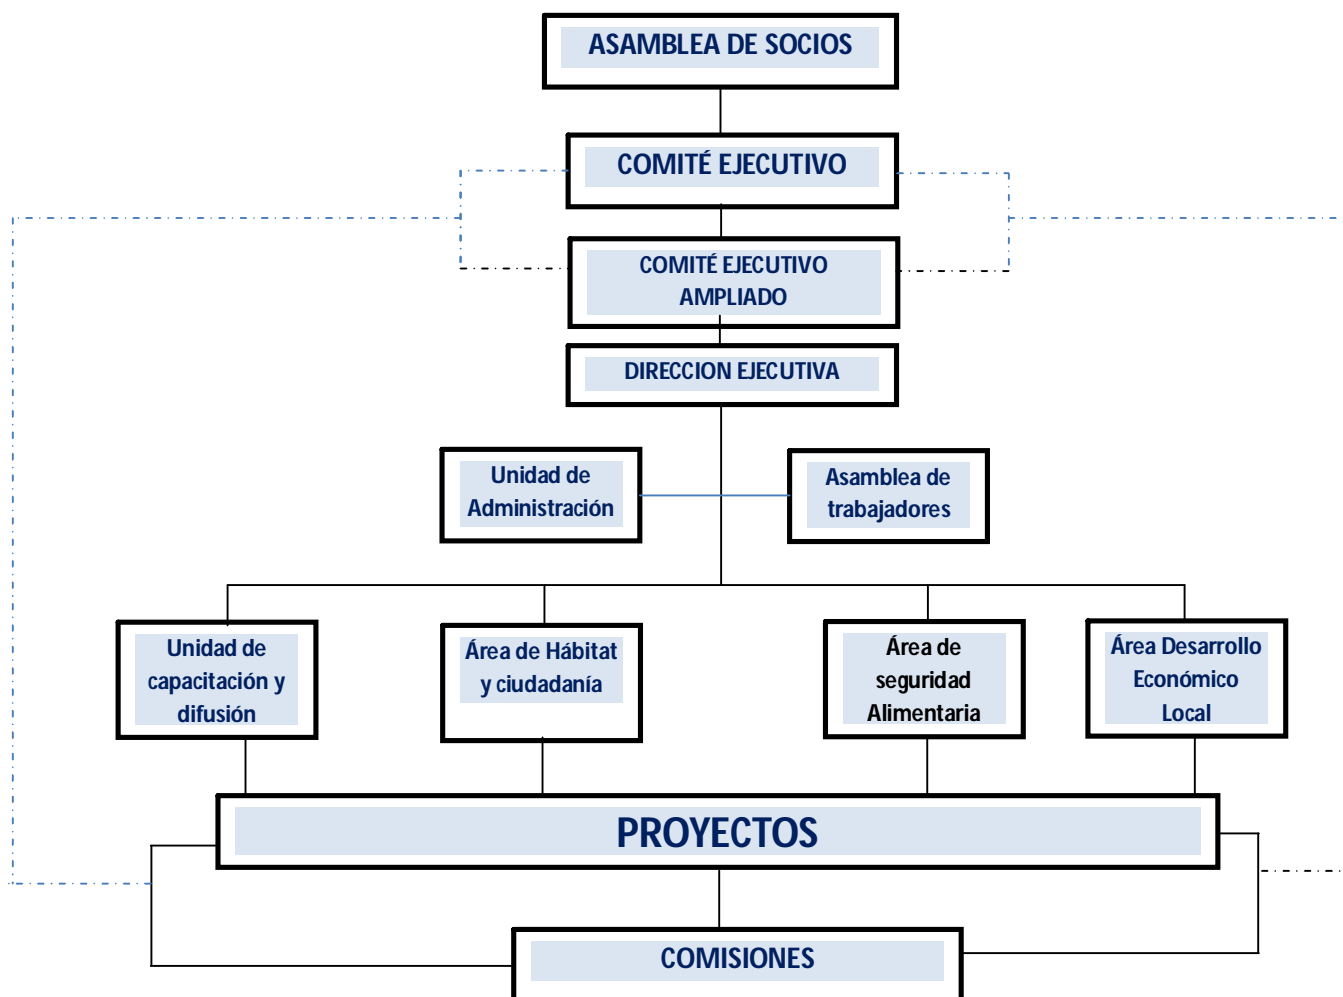 ASAMBLEA DE SOCIOS
COMITÉ EJECUTIVO
COMITÉ EJECUTIVO
AMPLIADO
DIRECCION EJECUTIVA
Unidad de
Administración
Asamblea de
trabajadores
Unidad de
capacitación y
difusión
Área de Hábitat
y ciudadanía
Área de
seguridad
Alimentaria
Área Desarrollo
Económico
Local
PROYECTOS
COMISIONES